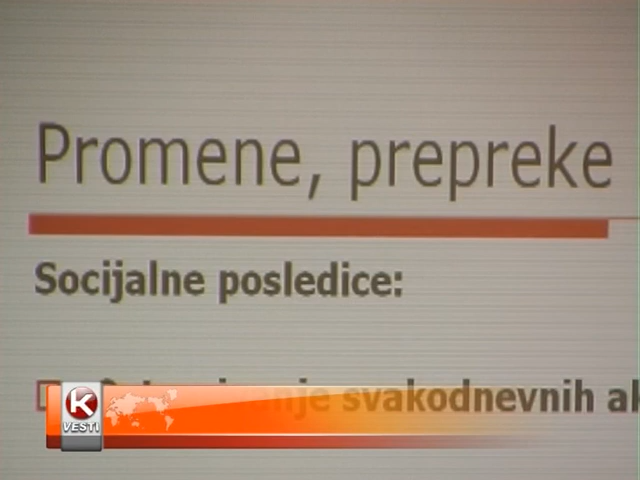 Promene, prepreke
Socijalne posledice:
svakodnevnih
K
VESTI